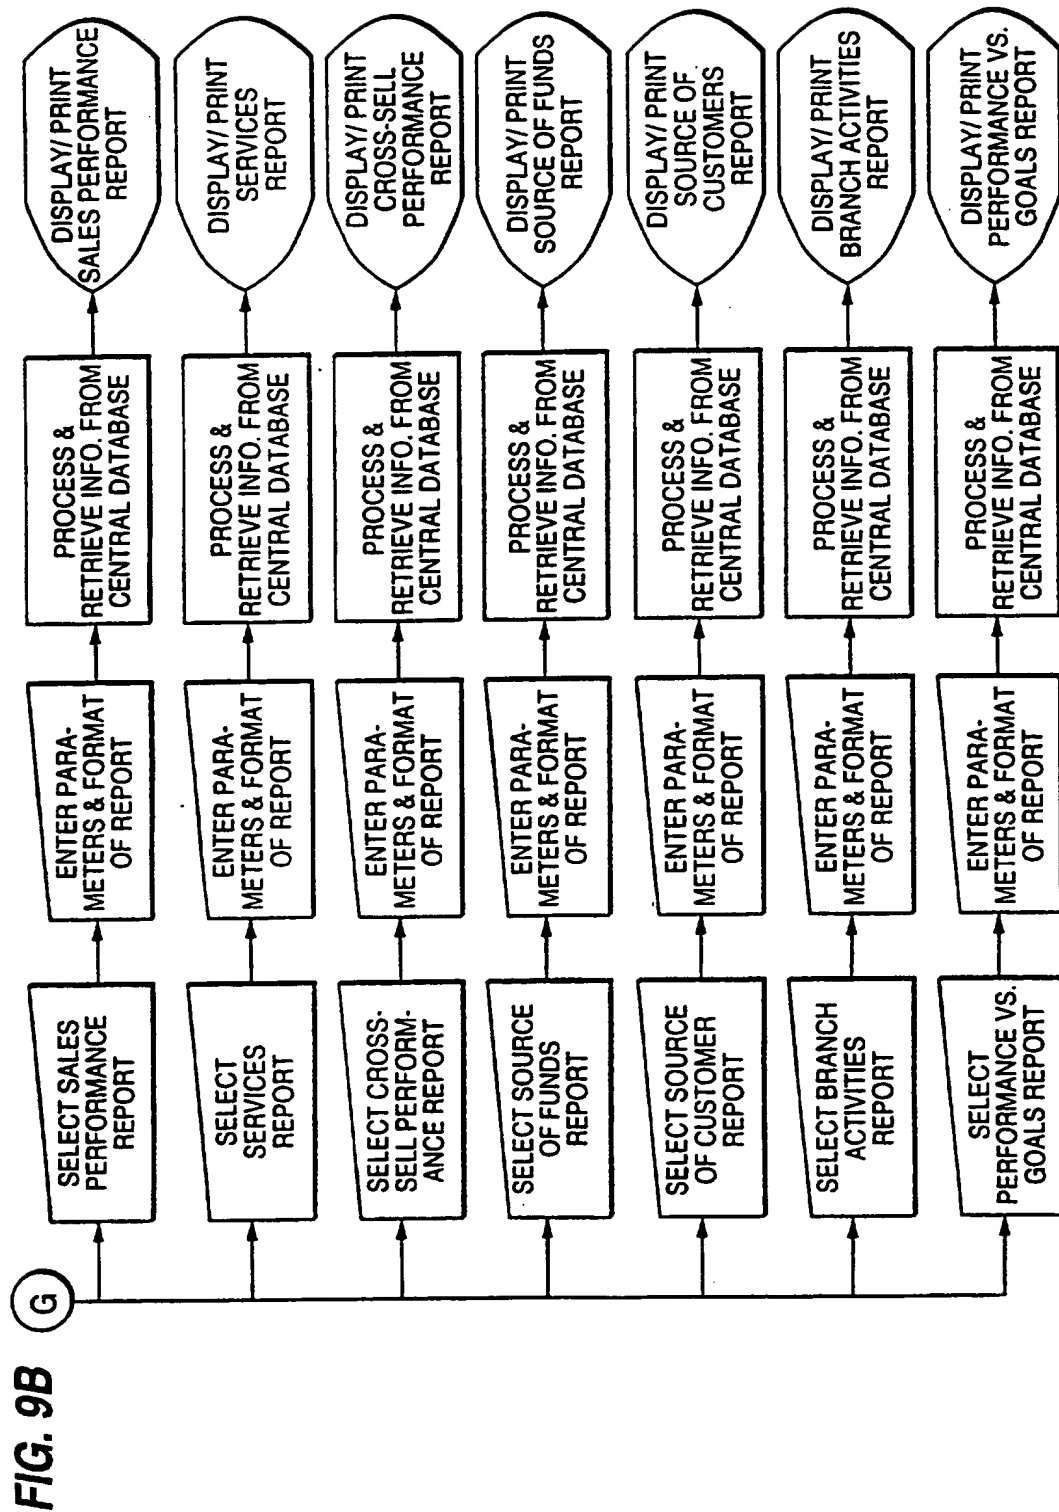 FIG. 9B
G
SELECT SALES
PERFORMANCE
REPORT
ENTER PARA-
METERS & FORMAT
OF REPORT
PROCESS &
RETRIEVE INFO. FROM
CENTRAL DATABASE
DISPLAY/ PRINT
SALES PERFORMANCE
REPORT
SELECT
SERVICES
REPORT
ENTER PARA-
METERS & FORMAT
OF REPORT
PROCESS &
RETRIEVE INFO. FROM
CENTRAL DATABASE
DISPLAY/ PRINT
SERVICES
REPORT
SELECT CROSS-
SELL PERFORM-
ANCE REPORT
ENTER PARA-
METERS & FORMAT
OF REPORT
PROCESS &
RETRIEVE INFO. FROM
CENTRAL DATABASE
DISPLAY/ PRINT
CROSS-SELL
PERFORMANCE
REPORT
SELECT SOURCE
OF FUNDS
REPORT
ENTER PARA-
METERS & FORMAT
OF REPORT
PROCESS &
RETRIEVE INFO. FROM
CENTRAL DATABASE
DISPLAY/ PRINT
SOURCE OF FUNDS
REPORT
SELECT SOURCE
OF CUSTOMER
REPORT
ENTER PARA-
METERS & FORMAT
OF REPORT
PROCESS &
RETRIEVE INFO. FROM
CENTRAL DATABASE
DISPLAY/ PRINT
SOURCE OF
CUSTOMERS
REPORT
SELECT BRANCH
ACTIVITIES
REPORT
ENTER PARA-
METERS & FORMAT
OF REPORT
PROCESS &
RETRIEVE INFO. FROM
CENTRAL DATABASE
DISPLAY/ PRINT
BRANCH ACTIVITIES
REPORT
SELECT
PERFORMANCE VS.
GOALS REPORT
ENTER PARA-
METERS & FORMAT
OF REPORT
PROCESS &
RETRIEVE INFO. FROM
CENTRAL DATABASE
DISPLAY/ PRINT
PERFORMANCE VS.
GOALS REPORT